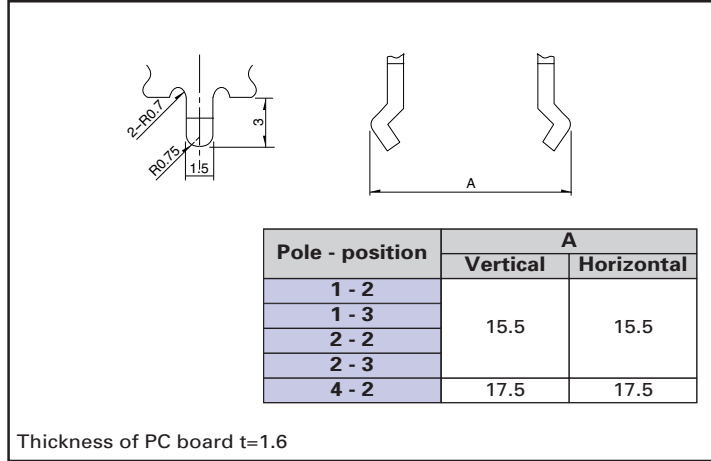 2-R0.7
R0.75
1.5
3
A
Pole - position
A
Vertical
Horizontal
1 - 2
1 - 3
2 - 2
2 - 3
15.5
15.5
4 - 2
17.5
17.5
Thickness of PC board t=1.6